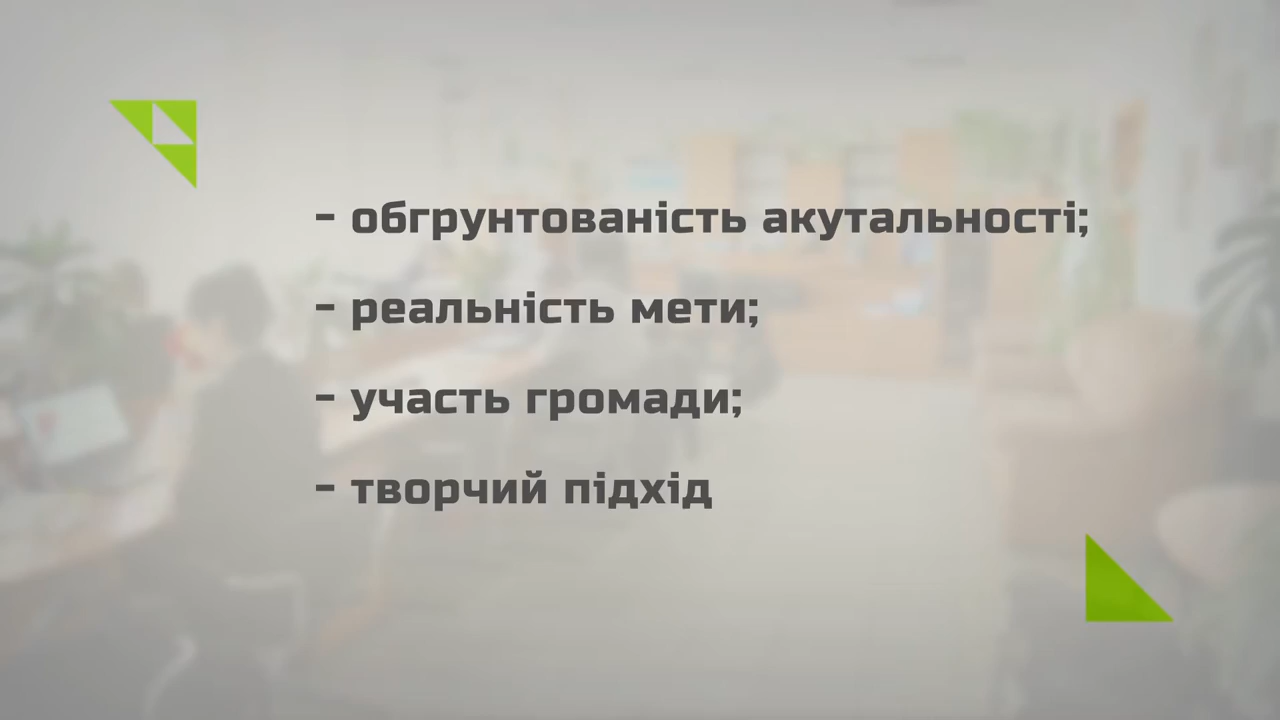 - обгрунтованість акутальності;
- реальність мети;
- участь громади;
- творчий підхід